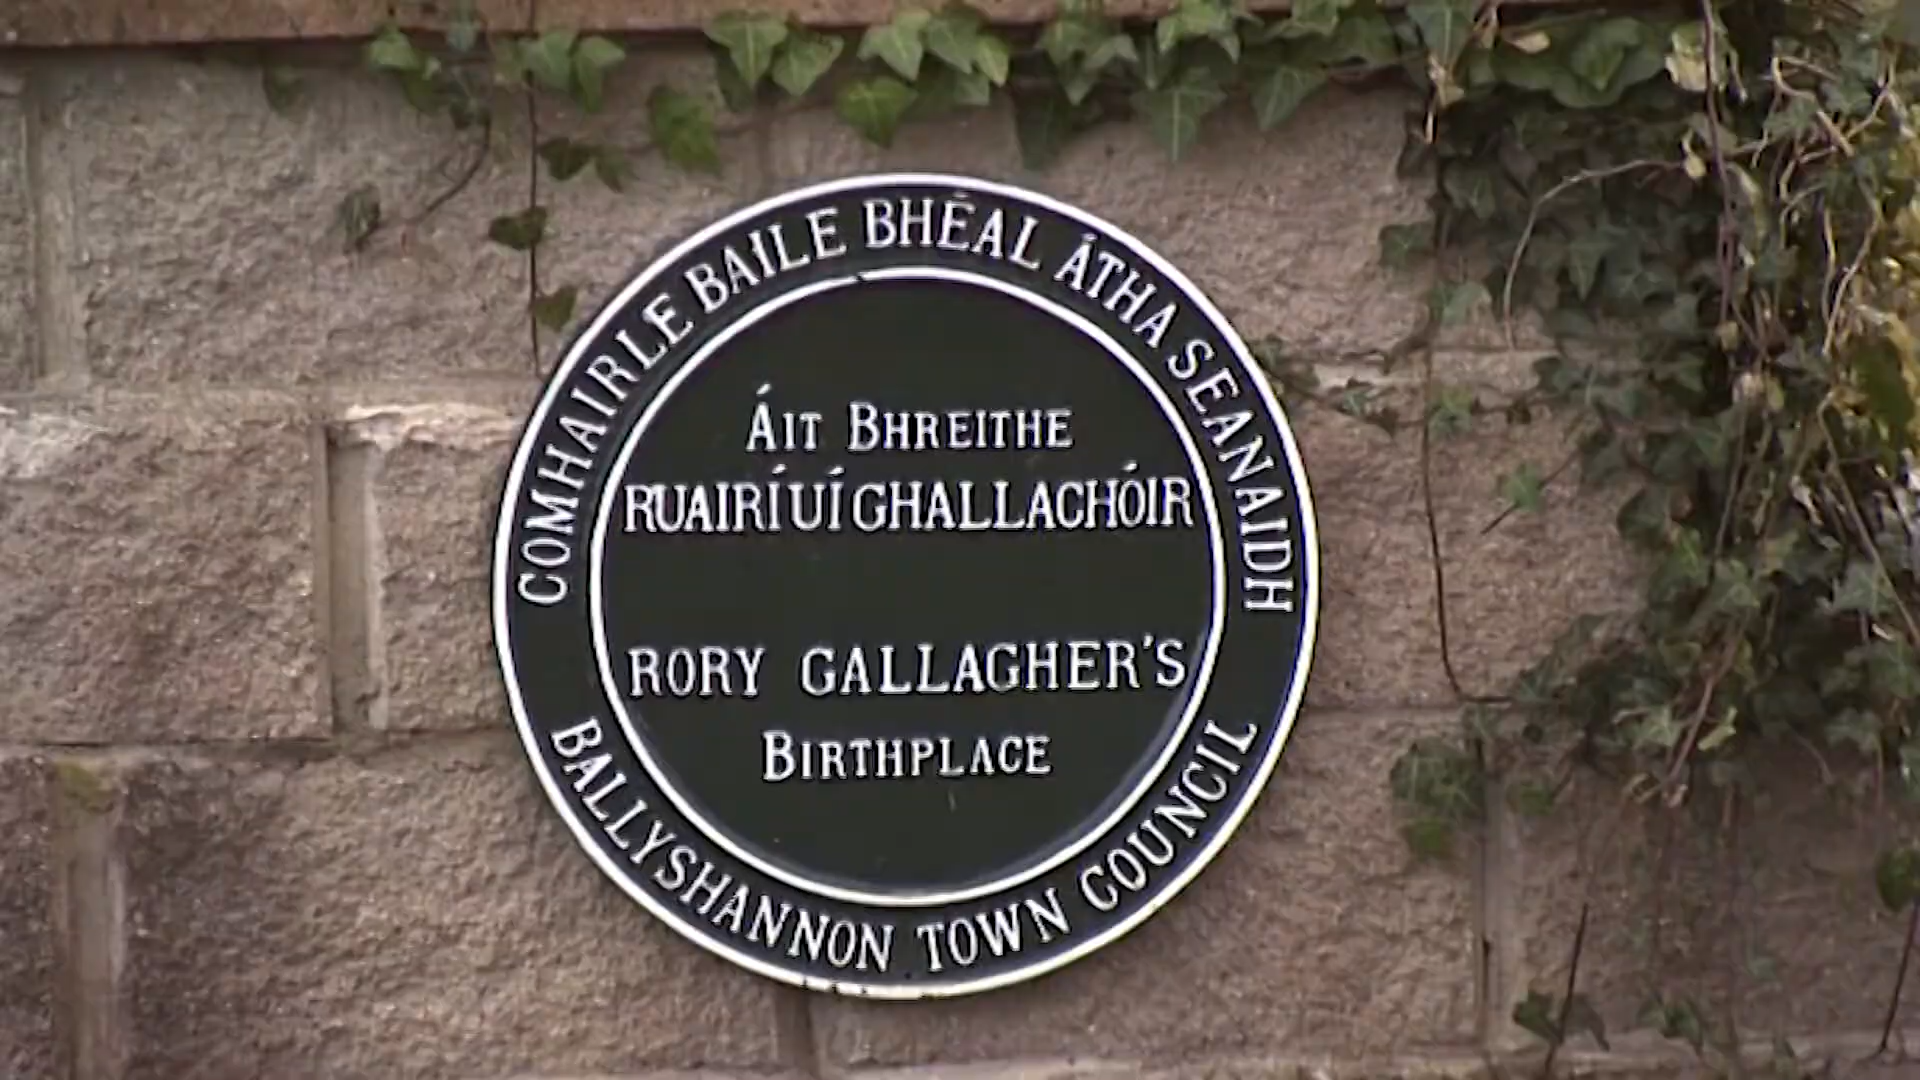 COMHAIRLE BAILE BHÉAL ÁTHA SEANAIDH
ÁIT BHREITHE
RUAIRÍ UÍ GHALLACHÓIR
RORY GALLAGHER'S
BIRTHPLACE
BALLYSHANNON TOWN COUNCIL